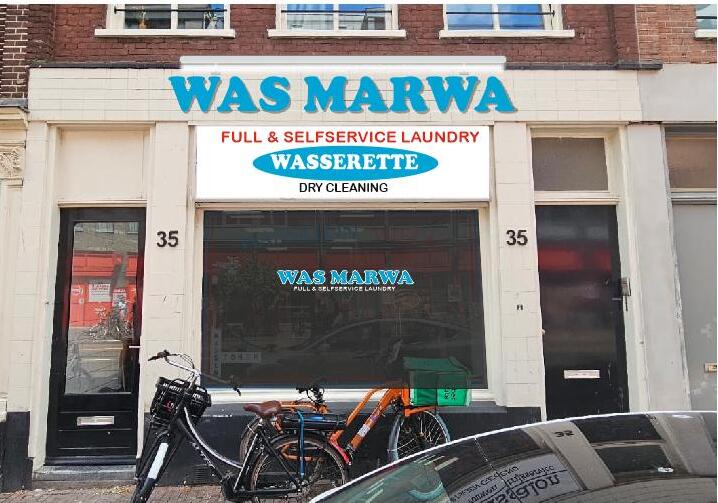 WAS MARWA
FULL & SELFSERVICE LAUNDRY
WASSERETTE
DRY CLEANING
35
35
WAS MARWA
FULL & SELFSERVICE LAUNDRY